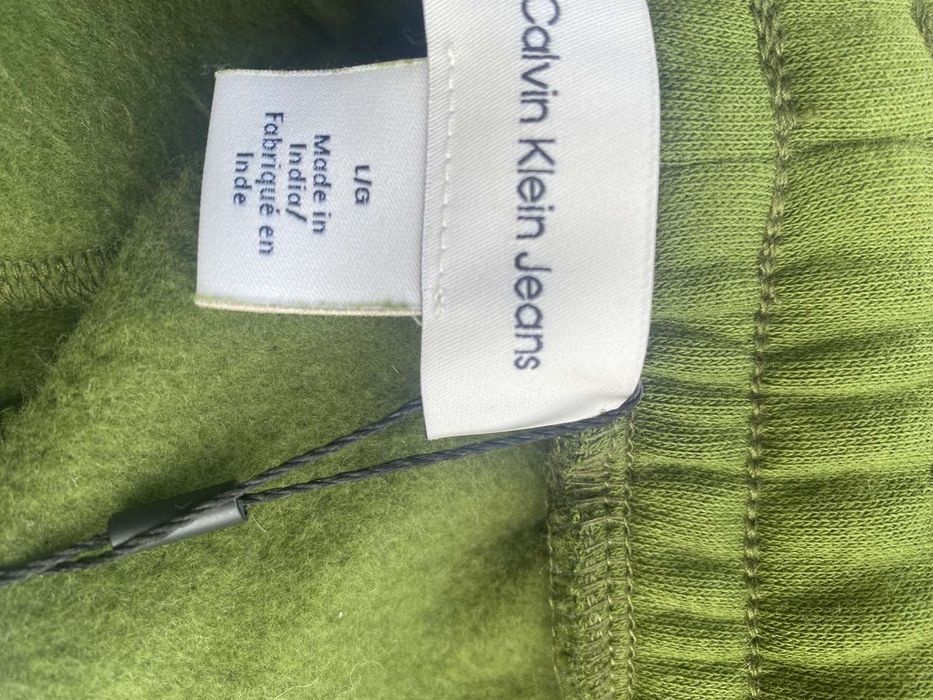 Calvin Klein Jeans
L/G
Made in
India/
Fabriqué en
Inde